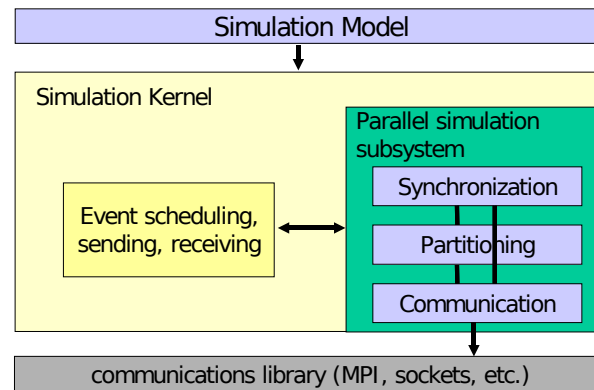 Simulation Model
Simulation Kernel
Parallel simulation
subsystem
Synchronization
Event scheduling,
sending, receiving
Partitioning
Communication
communications library (MPI, sockets, etc.)